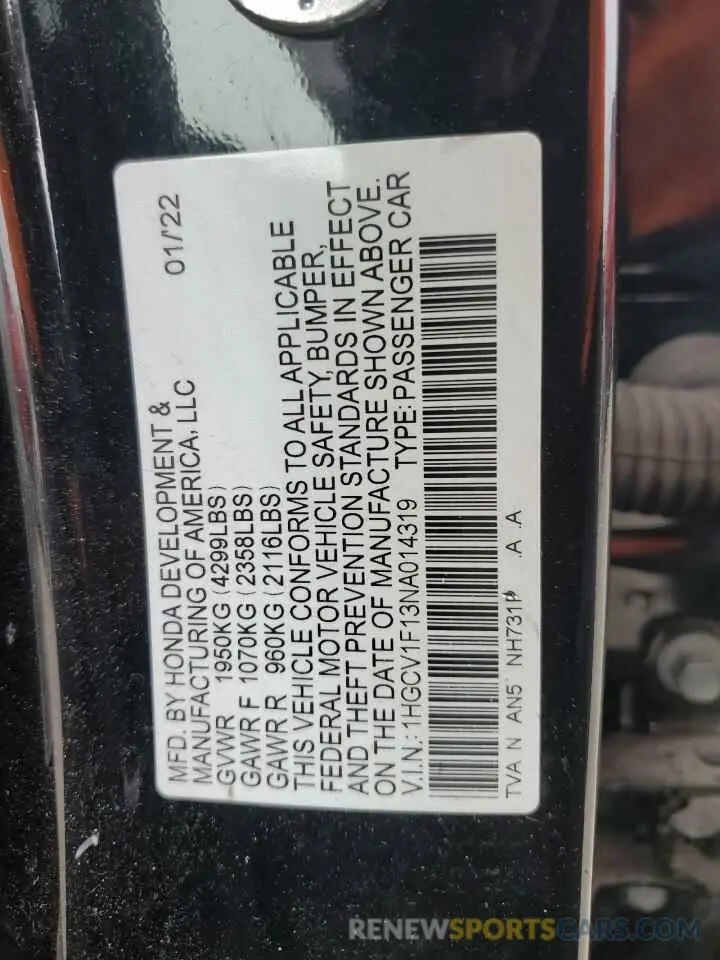 MFD. BY HONDA DEVELOPMENT & 01/'22
MANUFACTURING OF AMERICA, LLC
GVWR 1950KG (4299LBS)
GAWR F 1070KG (2358LBS)
GAWR R 960KG (2116LBS)
THIS VEHICLE CONFORMS TO ALL APPLICABLE
FEDERAL MOTOR VEHICLE SAFETY, BUMPER,
AND THEFT PREVENTION STANDARDS IN EFFECT
ON THE DATE OF MANUFACTURE SHOWN ABOVE.
V.I.N.: 1HGCV1F13NA014319 TYPE: PASSENGER CAR
TVA N AN5 NH731P .A .A
RENEWSPORTSCARS.COM